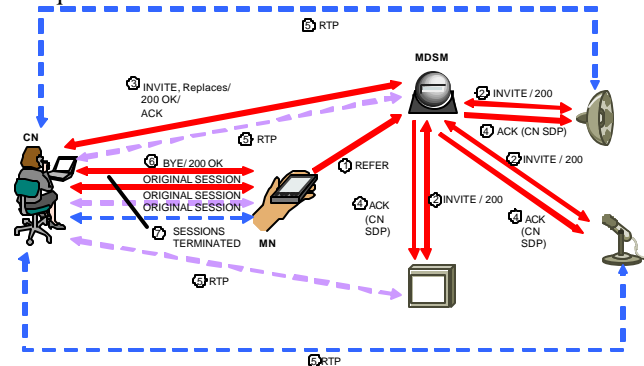 5 RTP
MDSM
3 INVITE, Replaces/
200 OK/
ACK
2 INVITE / 200
CN
5 RTP
4 ACK (CN SDP)
6 BYE/ 200 OK
1 REFER
2 INVITE / 200
ORIGINAL SESSION
ORIGINAL SESSION
ORIGINAL SESSION
4 ACK
(CN
SDP)
2 INVITE / 200
4 ACK
(CN
SDP)
7 SESSIONS
TERMINATED
MN
5 RTP
5 RTP